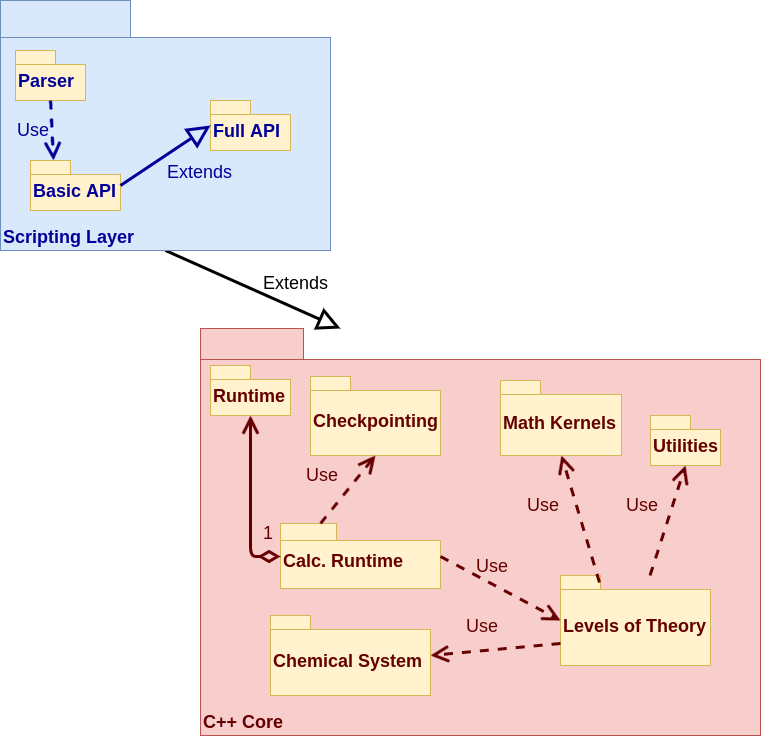 Parser
Use
Full API
Extends
Basic API
Scripting Layer
Extends
Runtime
Checkpointing
Math Kernels
Utilities
Use
Use
Use
1
Calc. Runtime
Use
Use
Levels of Theory
Chemical System
C++ Core